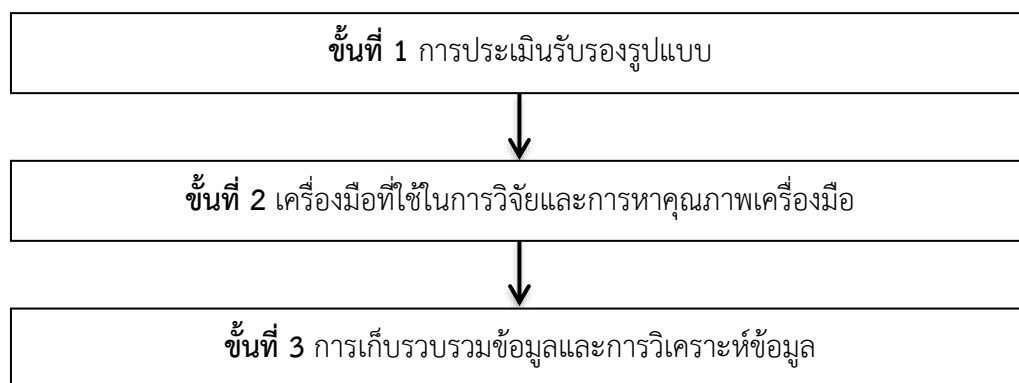 ขั้นที่ 1 การประเมินรับรองรูปแบบ
ขั้นที่ 2 เครื่องมือที่ใช้ในการวิจัยและการหาคุณภาพเครื่องมือ
ขั้นที่ 3 การเก็บรวบรวมข้อมูลและการวิเคราะห์ข้อมูล